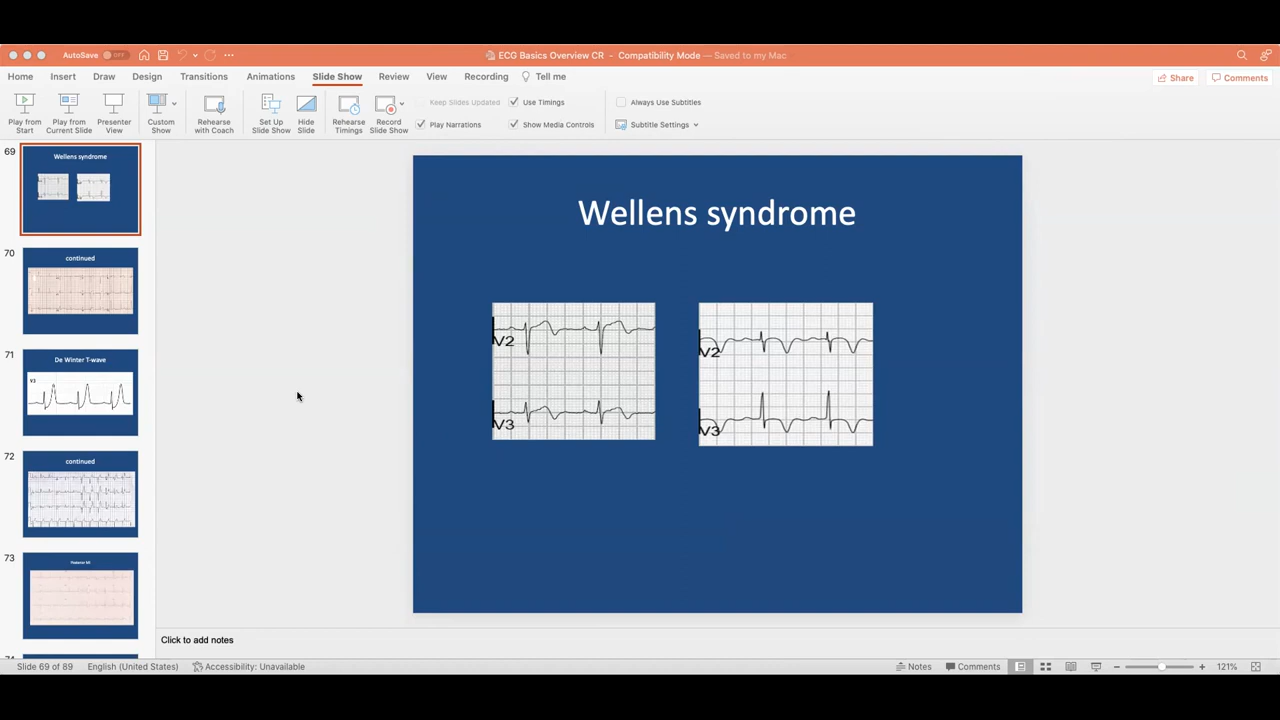 AutoSave OFF ECG Basics Overview CR - Compatibility Mode — Saved to my Mac
Home Insert Draw Design Transitions Animations Slide Show Review View Recording Tell me Share Comments
Play from Start
Play from Current Slide
Presenter View
Custom Show
Rehearse with Coach
Set Up Slide Show
Hide Slide
Rehearse Timings
Record Slide Show
Keep Slides Updated
Use Timings
Play Narrations
Show Media Controls
Always Use Subtitles
Subtitle Settings
69
Wellens syndrome
70
continued
71
De Winter T-wave
V3
72
continued
73
Posterior MI
Wellens syndrome
V2
V3
V2
V3
Click to add notes
Slide 69 of 89 English (United States) Accessibility: Unavailable Notes Comments 121%